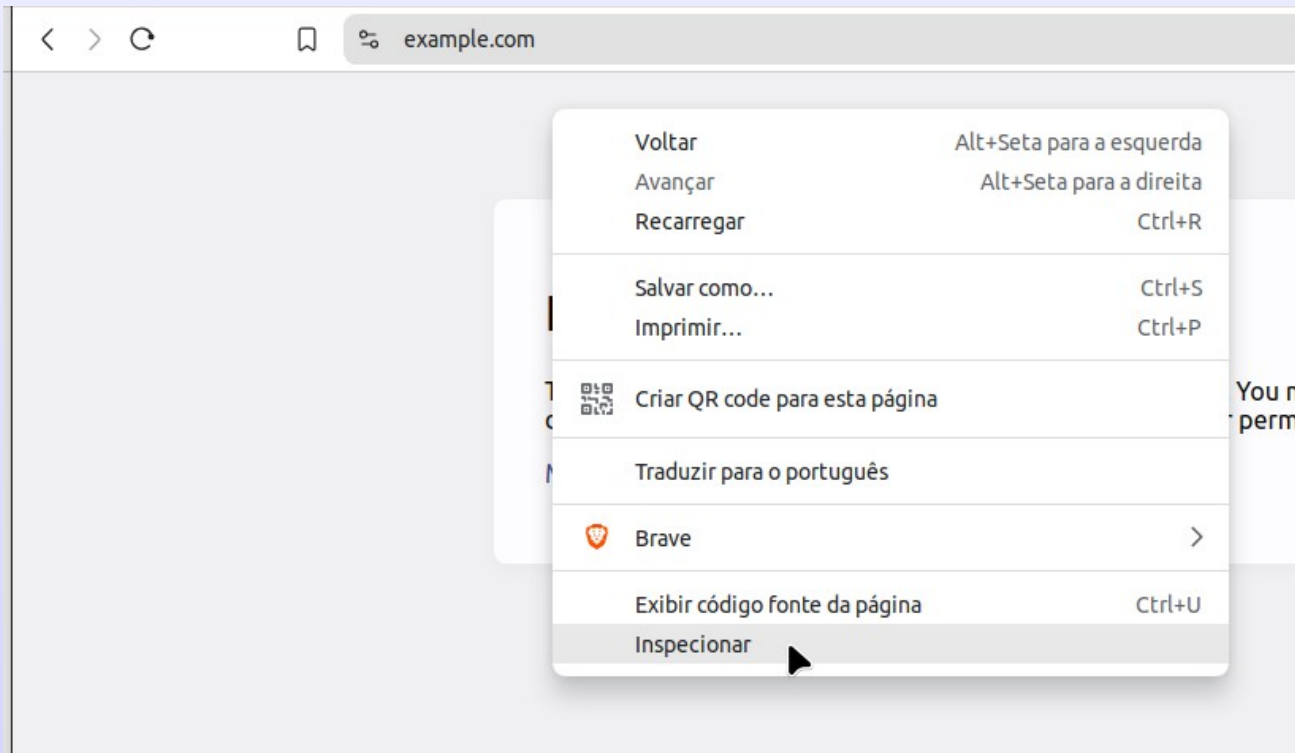 example.com
Voltar Alt+Seta para a esquerda
Avançar Alt+Seta para a direita
Recarregar Ctrl+R
Salvar como... Ctrl+S
Imprimir... Ctrl+P
Criar QR code para esta página
You
perm
Traduzir para o português
Brave
Exibir código fonte da página Ctrl+U
Inspecionar